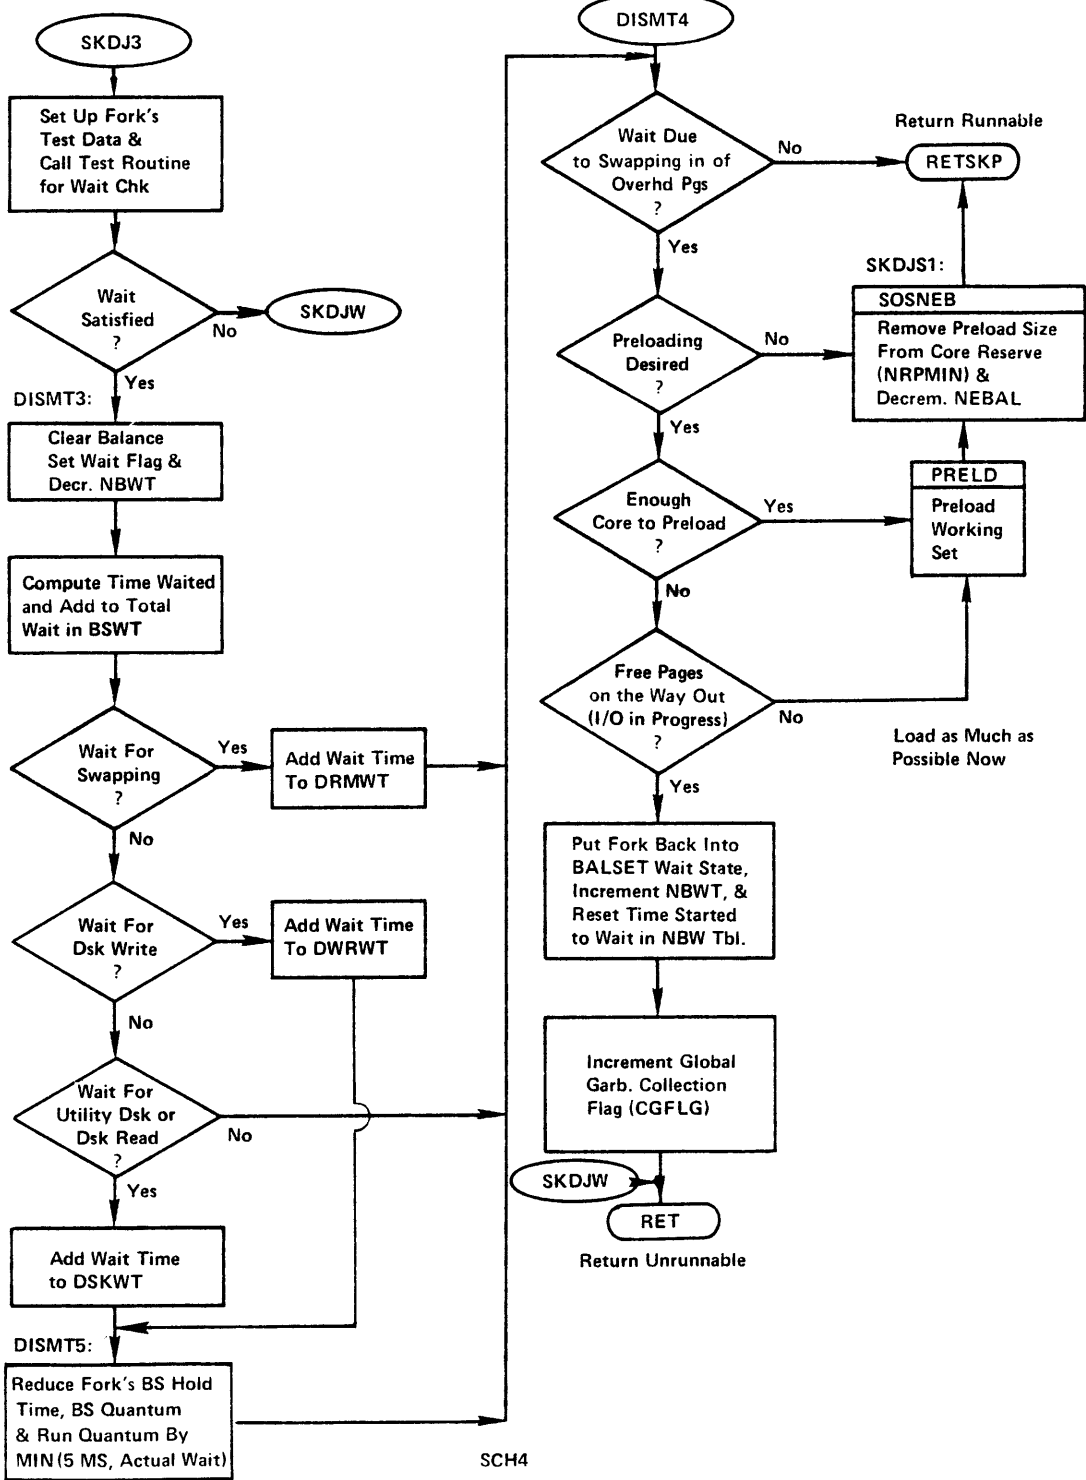 SKDJ3
Set Up Fork's
Test Data &
Call Test Routine
for Wait Chk
Wait
Satisfied
?
No
SKDJW
Yes
DISMT3:
Clear Balance
Set Wait Flag &
Decr. NBWT
Compute Time Waited
and Add to Total
Wait in BSWT
Wait For
Swapping
?
Yes
Add Wait Time
To DRMWT
No
Wait For
Dsk Write
?
Yes
Add Wait Time
To DWRWT
No
Wait For
Utility Dsk or
Dsk Read
?
No
Yes
Add Wait Time
to DSKWT
DISMT5:
Reduce Fork's BS Hold
Time, BS Quantum
& Run Quantum By
MIN (5 MS, Actual Wait)
DISMT4
Wait Due
to Swapping in of
Overhd Pgs
?
No
Return Runnable
RETSKP
Yes
Preloading
Desired
?
No
SKDJS1:
SOSNEB
Remove Preload Size
From Core Reserve
(NRPMIN) &
Decrem. NEBAL
Yes
Enough
Core to Preload
?
Yes
PRELD
Preload
Working
Set
No
Free Pages
on the Way Out
(I/O in Progress)
?
No
Load as Much as
Possible Now
Yes
Put Fork Back Into
BALSET Wait State,
Increment NBWT, &
Reset Time Started
to Wait in NBW Tbl.
Increment Global
Garb. Collection
Flag (CGFLG)
SKDJW
RET
Return Unrunnable
SCH4